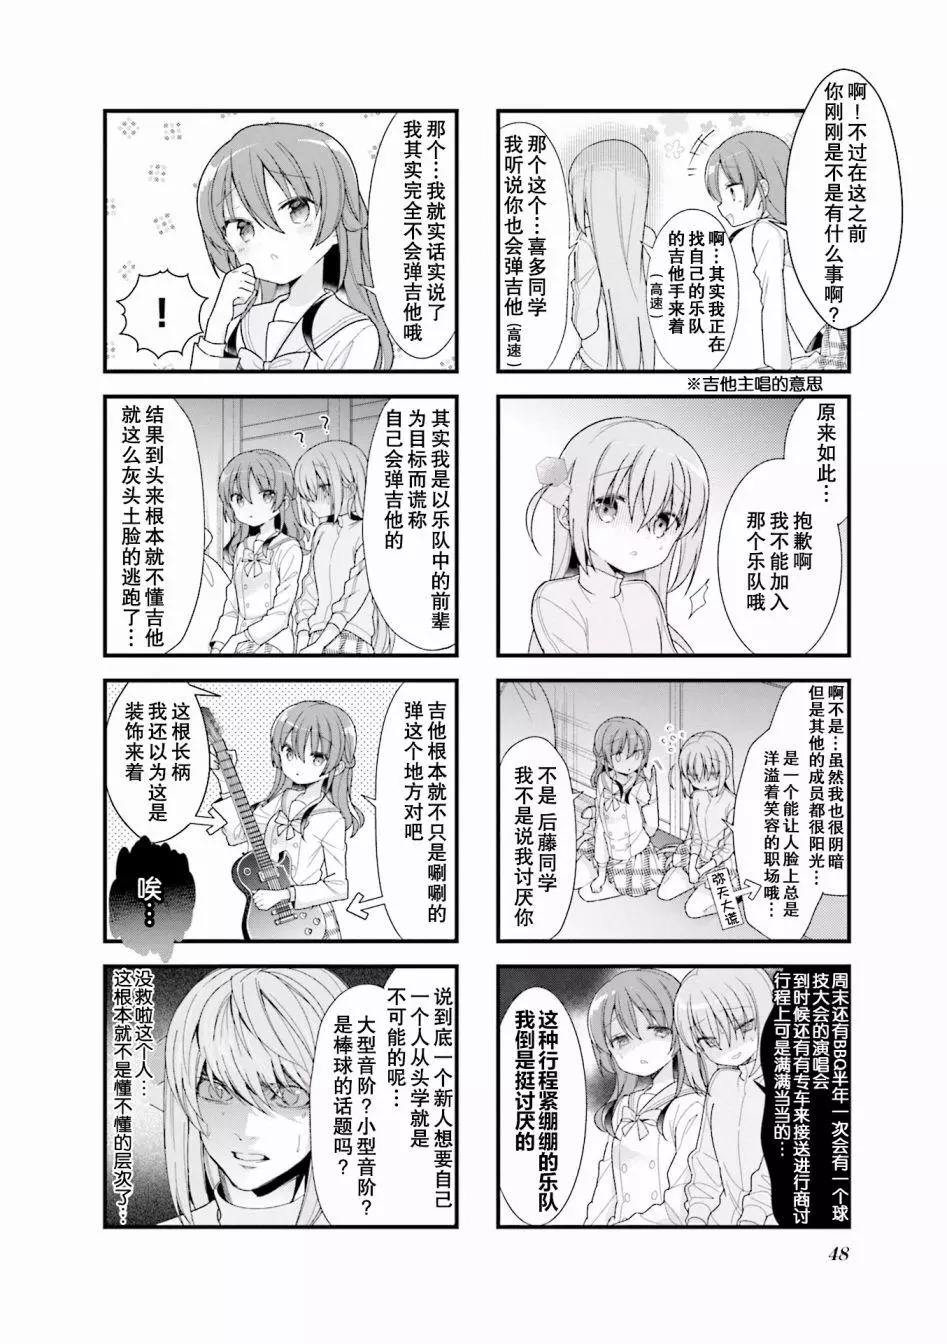 啊！不过在这之前
你刚刚是不是有什么事啊？
啊…其实我正在
找自己的乐队
的吉他手来着
（高速）
那个这个！…喜多同学
我听说你也会弹吉他（高速）
※吉他主唱的意思
原来如此…
抱歉啊
我不能加入
那个乐队哦
啊不是…虽然我也很阴暗
但是其他的成员都很阳光…
是一个能让人脸上总是
洋溢着笑容的职场哦…
弥天大谎
不是 后藤同学
我不是说我讨厌你
周末还有BBQ半年一次会有一个球
技大会的演唱会
到时候还有有专车来接送进行商讨
行程上可是满满当当的…
这种行程紧绷绷的乐队
我倒是挺讨厌的
那个！…我就实话实说了
我其实完全不会弹吉他哦
！
其实我是以乐队中的前辈
为目标而谎称
自己会弹吉他的
？
？
结果到头来根本就不懂吉他
就这么灰头土脸的逃跑了…
吉他根本就不只是唰唰的
弹这个地方对吧
这根长柄
我还以为这是
装饰来着
唉…
说到底一个新人想要自己
一个人从头学就是
不可能的呢…
大型音阶？小型音阶？
是棒球的话题吗？
没救啦这个人…
这根本就不是懂不懂的层次了…
48